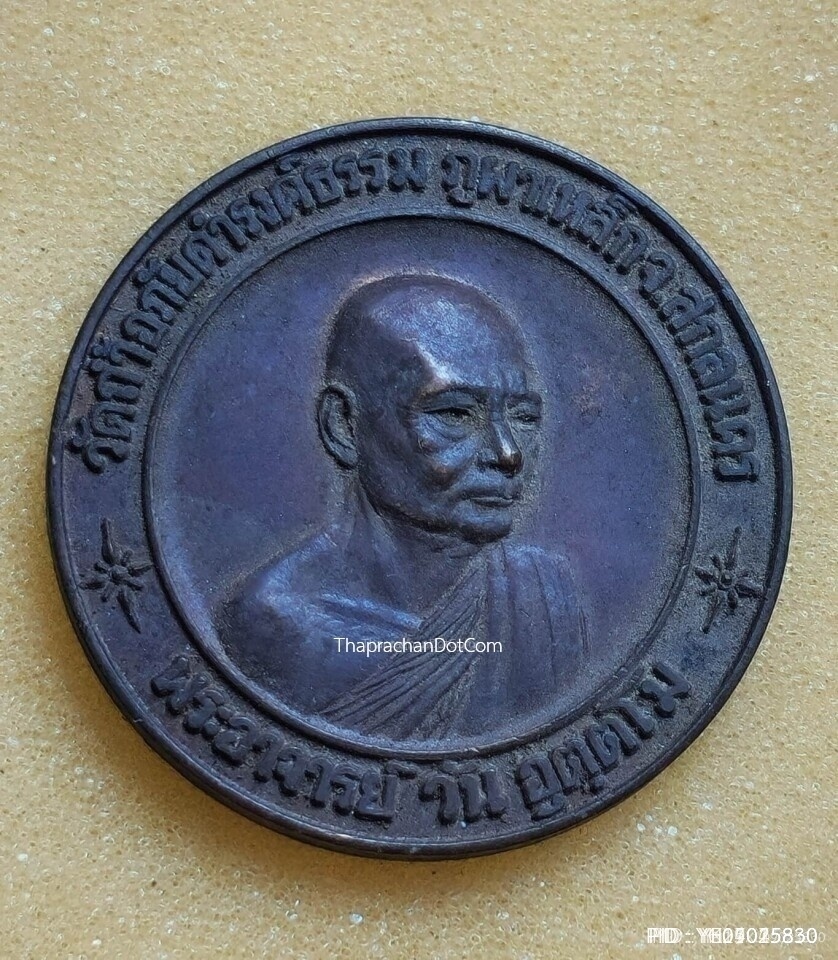 วัดถ้ำอภัยดำรงค์ธรรม ภูผาเหล็ก จ.สกลนคร
พระอาจารย์ วัน อุตฺตโม
ThaprachanDotCom
PID :